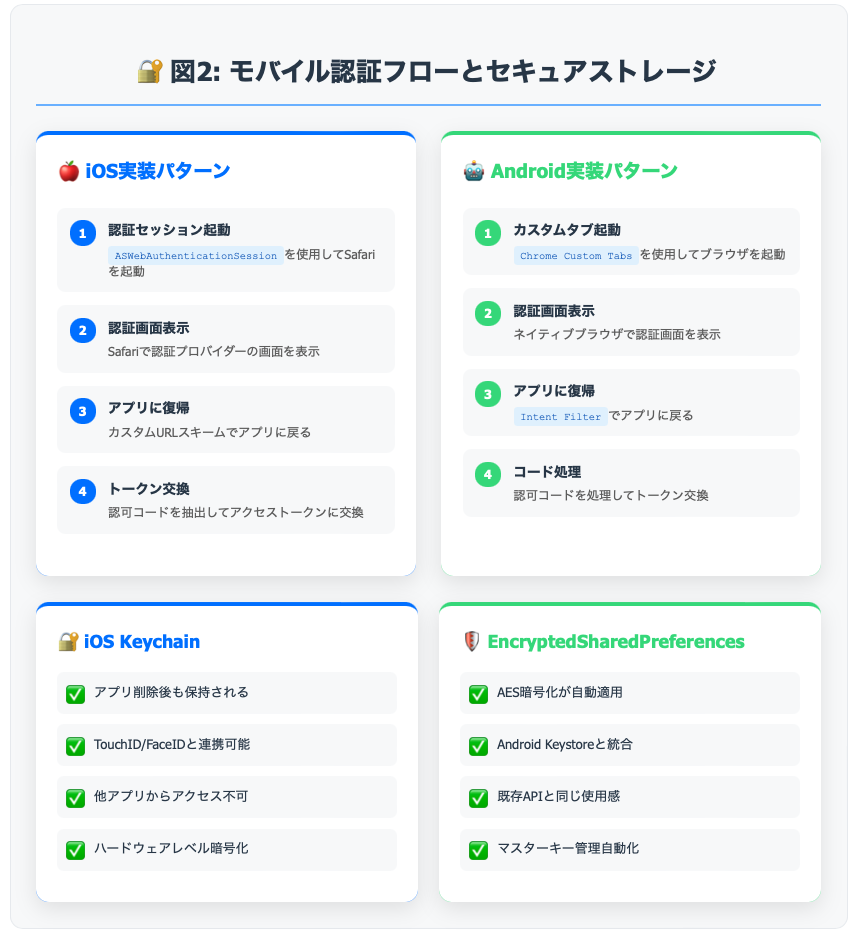 🔐 図2: モバイル認証フローとセキュアストレージ
🍎 iOS実装パターン
1 認証セッション起動
ASWebAuthenticationSession を使用してSafari
を起動
2 認証画面表示
Safariで認証プロバイダーの画面を表示
3 アプリに復帰
カスタムURLスキームでアプリに戻る
4 トークン交換
認可コードを抽出してアクセストークンに交換
🤖 Android実装パターン
1 カスタムタブ起動
Chrome Custom Tabs を使用してブラウザを起動
2 認証画面表示
ネイティブブラウザで認証画面を表示
3 アプリに復帰
Intent Filter でアプリに戻る
4 コード処理
認可コードを処理してトークン交換
🔐 iOS Keychain
✅ アプリ削除後も保持される
✅ TouchID/FaceIDと連携可能
✅ 他アプリからアクセス不可
✅ ハードウェアレベル暗号化
🛡️ EncryptedSharedPreferences
✅ AES暗号化が自動適用
✅ Android Keystoreと統合
✅ 既存APIと同じ使用感
✅ マスターキー管理自動化